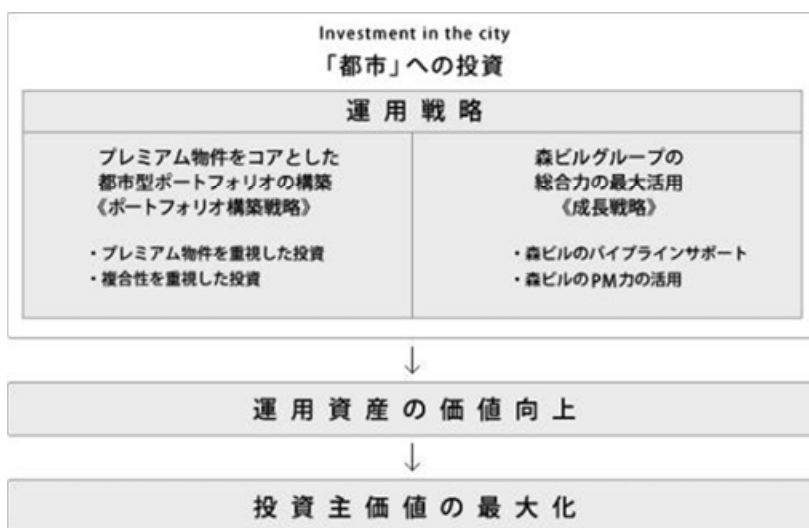 Investment in the city
「都市」への投資
運用戦略
プレミアム物件をコアとした
都市型ポートフォリオの構築
《ポートフォリオ構築戦略》
・プレミアム物件を重視した投資
・複合性を重視した投資
森ビルグループの
総合力の最大活用
《成長戦略》
・森ビルのパイプラインサポート
・森ビルのPM力の活用
↓
運用資産の価値向上
↓
投資主価値の最大化